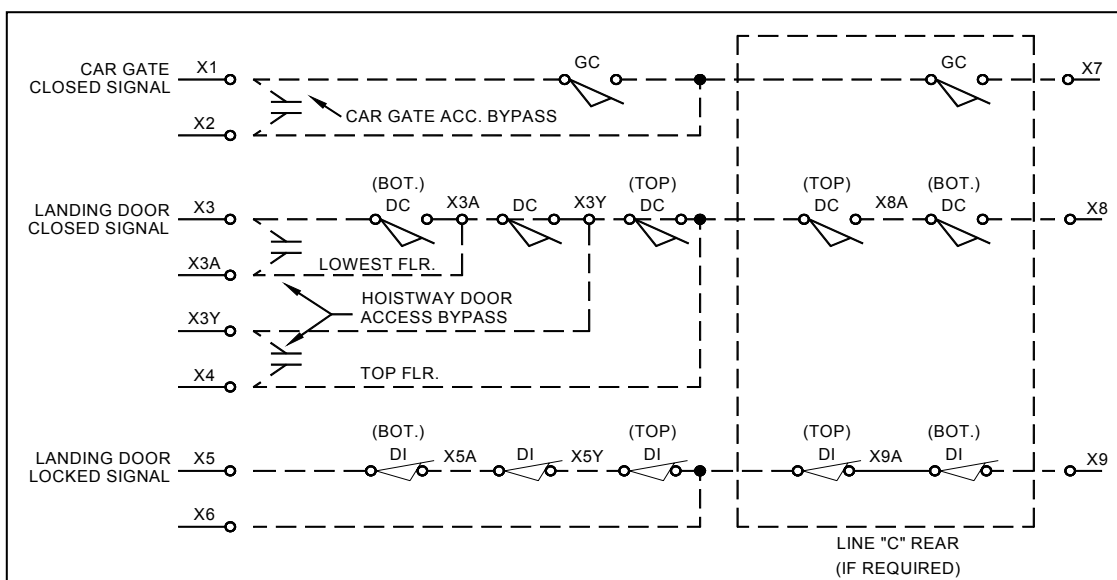 CAR GATE
CLOSED SIGNAL
X1
GC
GC
X7
CAR GATE ACC. BYPASS
X2
LANDING DOOR
CLOSED SIGNAL
X3
(BOT.)
DC
X3A
DC
X3Y
(TOP)
DC
(TOP)
DC
X8A
(BOT.)
DC
X8
X3A
LOWEST FLR.
HOISTWAY DOOR
ACCESS BYPASS
X3Y
X4
TOP FLR.
LANDING DOOR
LOCKED SIGNAL
X5
(BOT.)
DI
X5A
DI
X5Y
(TOP)
DI
(TOP)
DI
X9A
(BOT.)
DI
X9
X6
LINE "C" REAR
(IF REQUIRED)